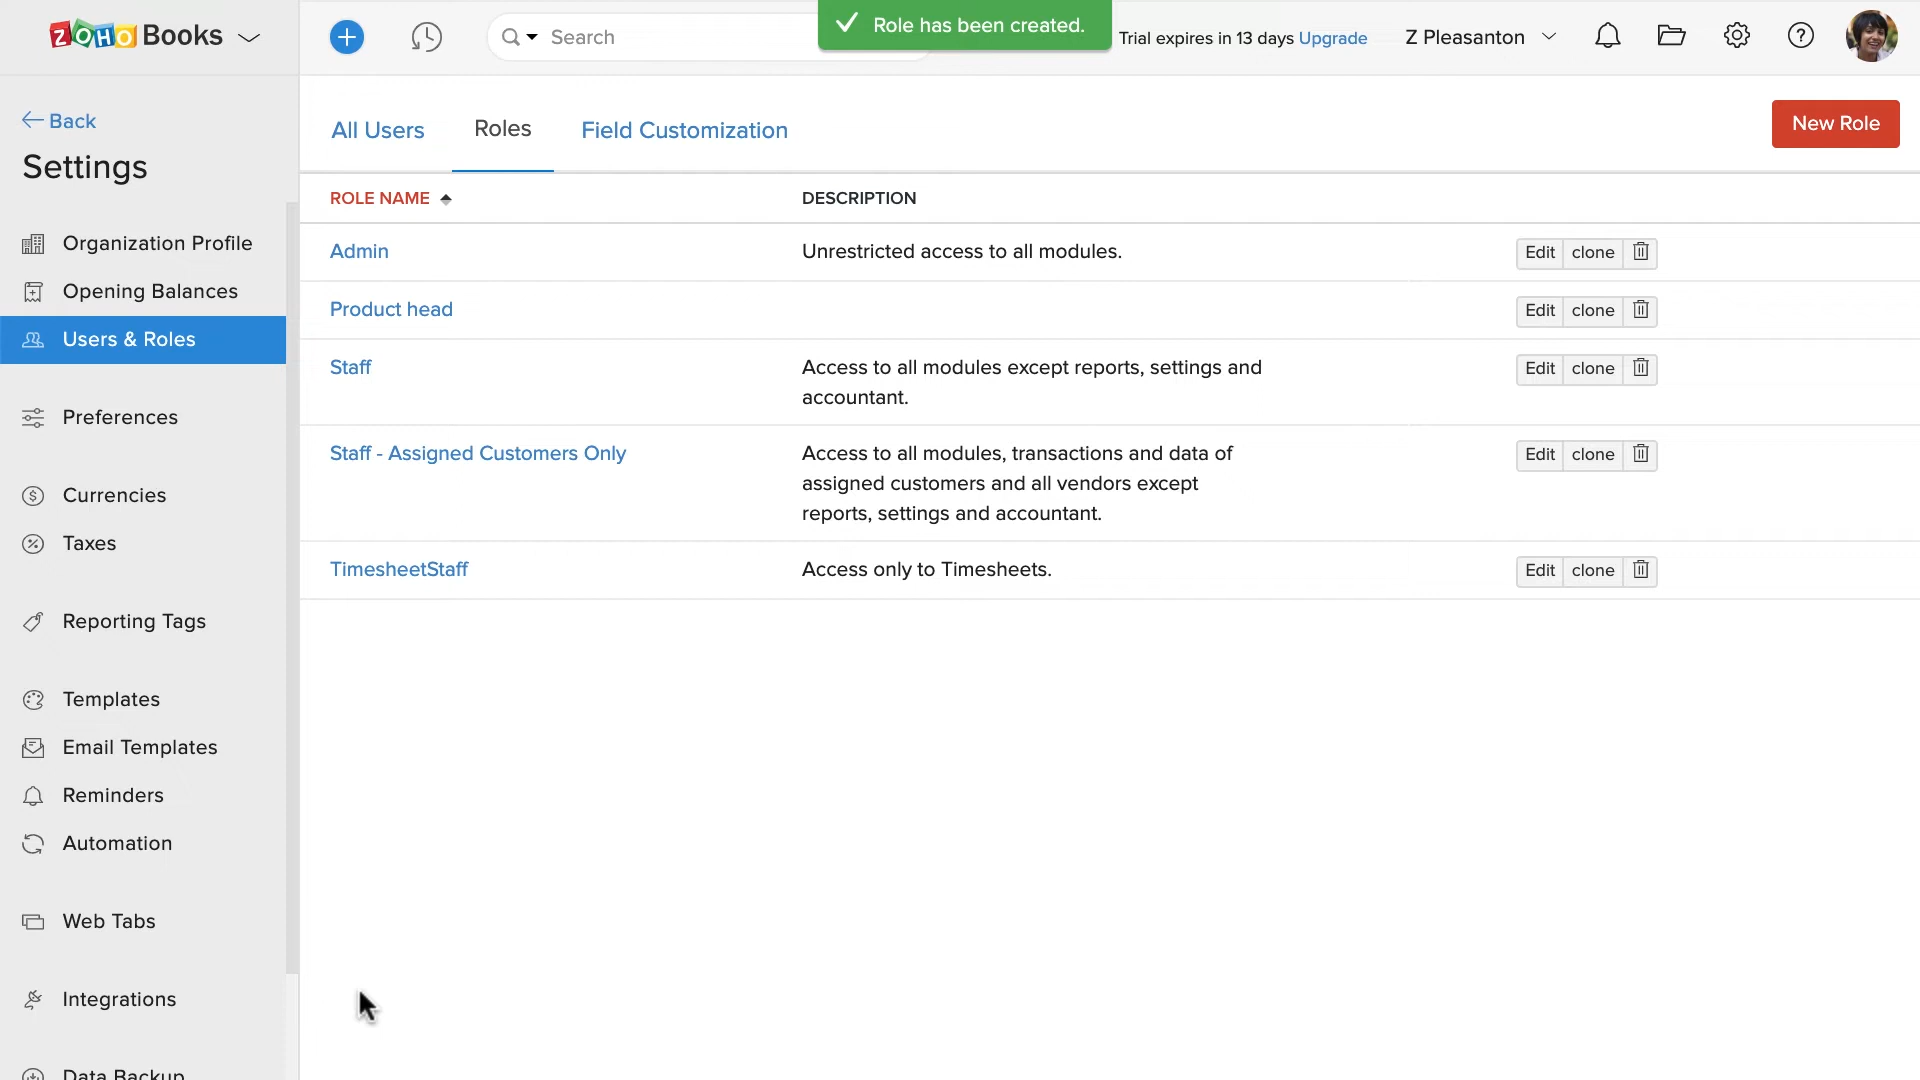 ZOHO Books
Search
Role has been created.
Trial expires in 13 days Upgrade
Z Pleasanton
Back
Settings
Organization Profile
Opening Balances
Users & Roles
Preferences
Currencies
Taxes
Reporting Tags
Templates
Email Templates
Reminders
Automation
Web Tabs
Integrations
Data Backup
All Users
Roles
Field Customization
New Role
ROLE NAME
DESCRIPTION
Admin
Unrestricted access to all modules.
Edit clone
Product head
Edit clone
Staff
Access to all modules except reports, settings and
accountant.
Edit clone
Staff - Assigned Customers Only
Access to all modules, transactions and data of
assigned customers and all vendors except
reports, settings and accountant.
Edit clone
TimesheetStaff
Access only to Timesheets.
Edit clone